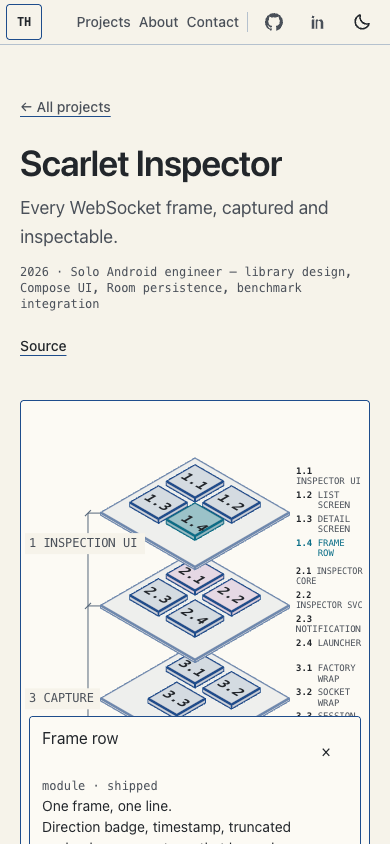 TH
Projects About Contact
in
← All projects
Scarlet Inspector
Every WebSocket frame, captured and
inspectable.
2026 · Solo Android engineer — library design,
Compose UI, Room persistence, benchmark
integration
Source
1.1
1.3
1.2
1.4
1 INSPECTION UI
2.1
2.3
2.2
2.4
3.1
3.2
3.3
3 CAPTURE
1.1
INSPECTOR UI
1.2 LIST
SCREEN
1.3 DETAIL
SCREEN
1.4 FRAME
ROW
2.1 INSPECTOR
CORE
2.2
INSPECTOR SVC
2.3
NOTIFICATION
2.4 LAUNCHER
3.1 FACTORY
WRAP
3.2 SOCKET
WRAP
Frame row
×
module · shipped
One frame, one line.
Direction badge, timestamp, truncated